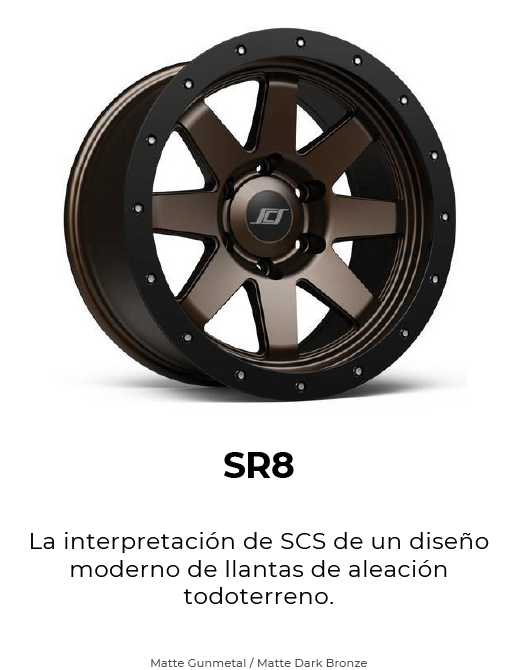 SCS
SR8
La interpretación de SCS de un diseño
moderno de llantas de aleación
todoterreno.
Matte Gunmetal / Matte Dark Bronze